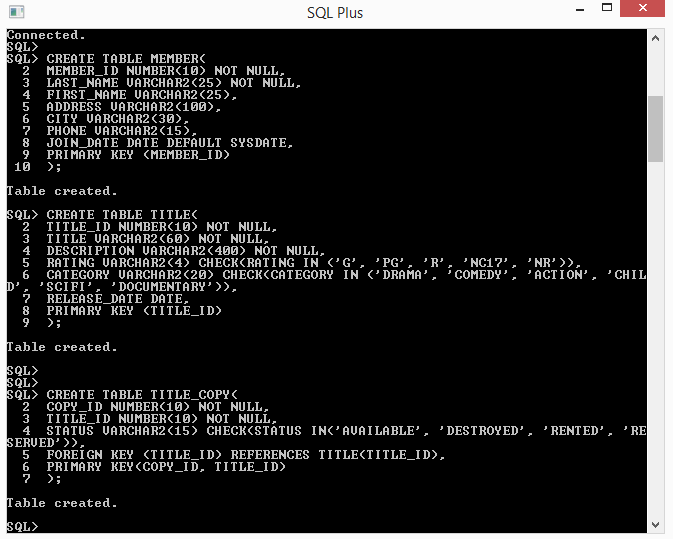 SQL Plus
Connected.
SQL>
SQL> CREATE TABLE MEMBER(
  2  MEMBER_ID NUMBER(10) NOT NULL,
  3  LAST_NAME VARCHAR2(25) NOT NULL,
  4  FIRST_NAME VARCHAR2(25),
  5  ADDRESS VARCHAR2(100),
  6  CITY VARCHAR2(30),
  7  PHONE VARCHAR2(15),
  8  JOIN_DATE DATE DEFAULT SYSDATE,
  9  PRIMARY KEY (MEMBER_ID)
 10  );
Table created.
SQL> CREATE TABLE TITLE(
  2  TITLE_ID NUMBER(10) NOT NULL,
  3  TITLE VARCHAR2(60) NOT NULL,
  4  DESCRIPTION VARCHAR2(400) NOT NULL,
  5  RATING VARCHAR2(4) CHECK(RATING IN ('G', 'PG', 'R', 'NC17', 'NR')),
  6  CATEGORY VARCHAR2(20) CHECK(CATEGORY IN ('DRAMA', 'COMEDY', 'ACTION', 'CHIL
D', 'SCIFI', 'DOCUMENTARY')),
  7  RELEASE_DATE DATE,
  8  PRIMARY KEY (TITLE_ID)
  9  );
Table created.
SQL>
SQL>
SQL> CREATE TABLE TITLE_COPY(
  2  COPY_ID NUMBER(10) NOT NULL,
  3  TITLE_ID NUMBER(10) NOT NULL,
  4  STATUS VARCHAR2(15) CHECK(STATUS IN('AVAILABLE', 'DESTROYED', 'RENTED', 'RE
SERVED')),
  5  FOREIGN KEY (TITLE_ID) REFERENCES TITLE(TITLE_ID),
  6  PRIMARY KEY(COPY_ID, TITLE_ID)
  7  );
Table created.
SQL>